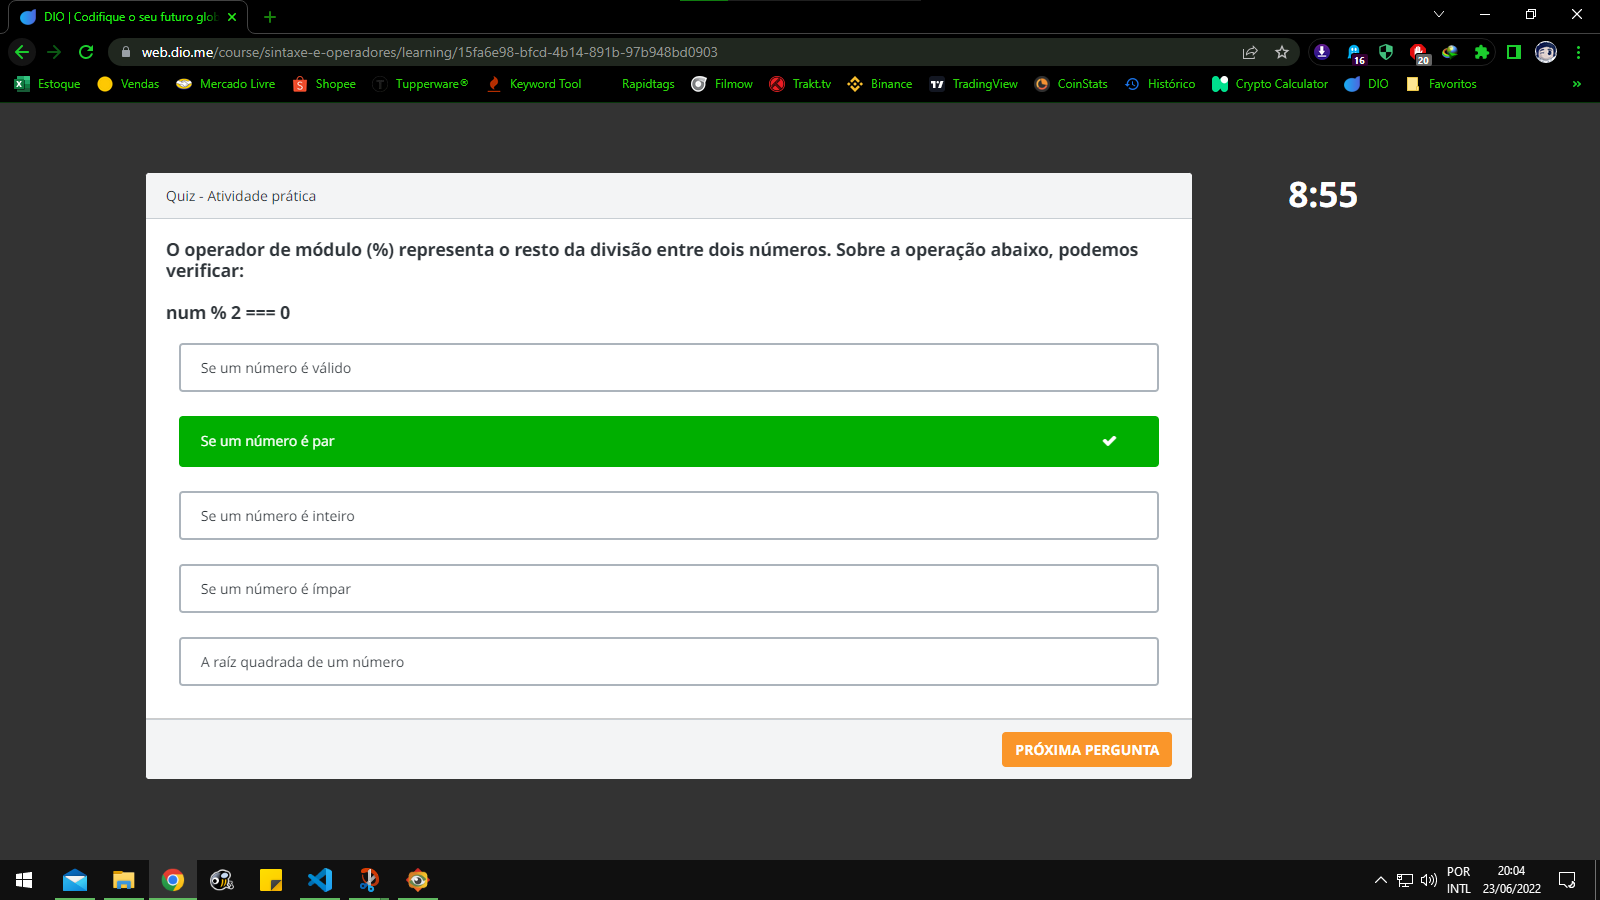 DIO | Codifique o seu futuro glob
web.dio.me/course/sintaxe-e-operadores/learning/15fa6e98-bfcd-4b14-891b-97b948bd0903
16
20
Estoque
Vendas
Mercado Livre
Shopee
T
Tupperware®
Keyword Tool
Rapidtags
Filmow
Trakt.tv
Binance
TradingView
CoinStats
Histórico
Crypto Calculator
DIO
Favoritos
»
Quiz - Atividade prática
8:55
O operador de módulo (%) representa o resto da divisão entre dois números. Sobre a operação abaixo, podemos
verificar:
num % 2 === 0
Se um número é válido
Se um número é par
Se um número é inteiro
Se um número é ímpar
A raíz quadrada de um número
PRÓXIMA PERGUNTA
POR
INTL
20:04
23/06/2022